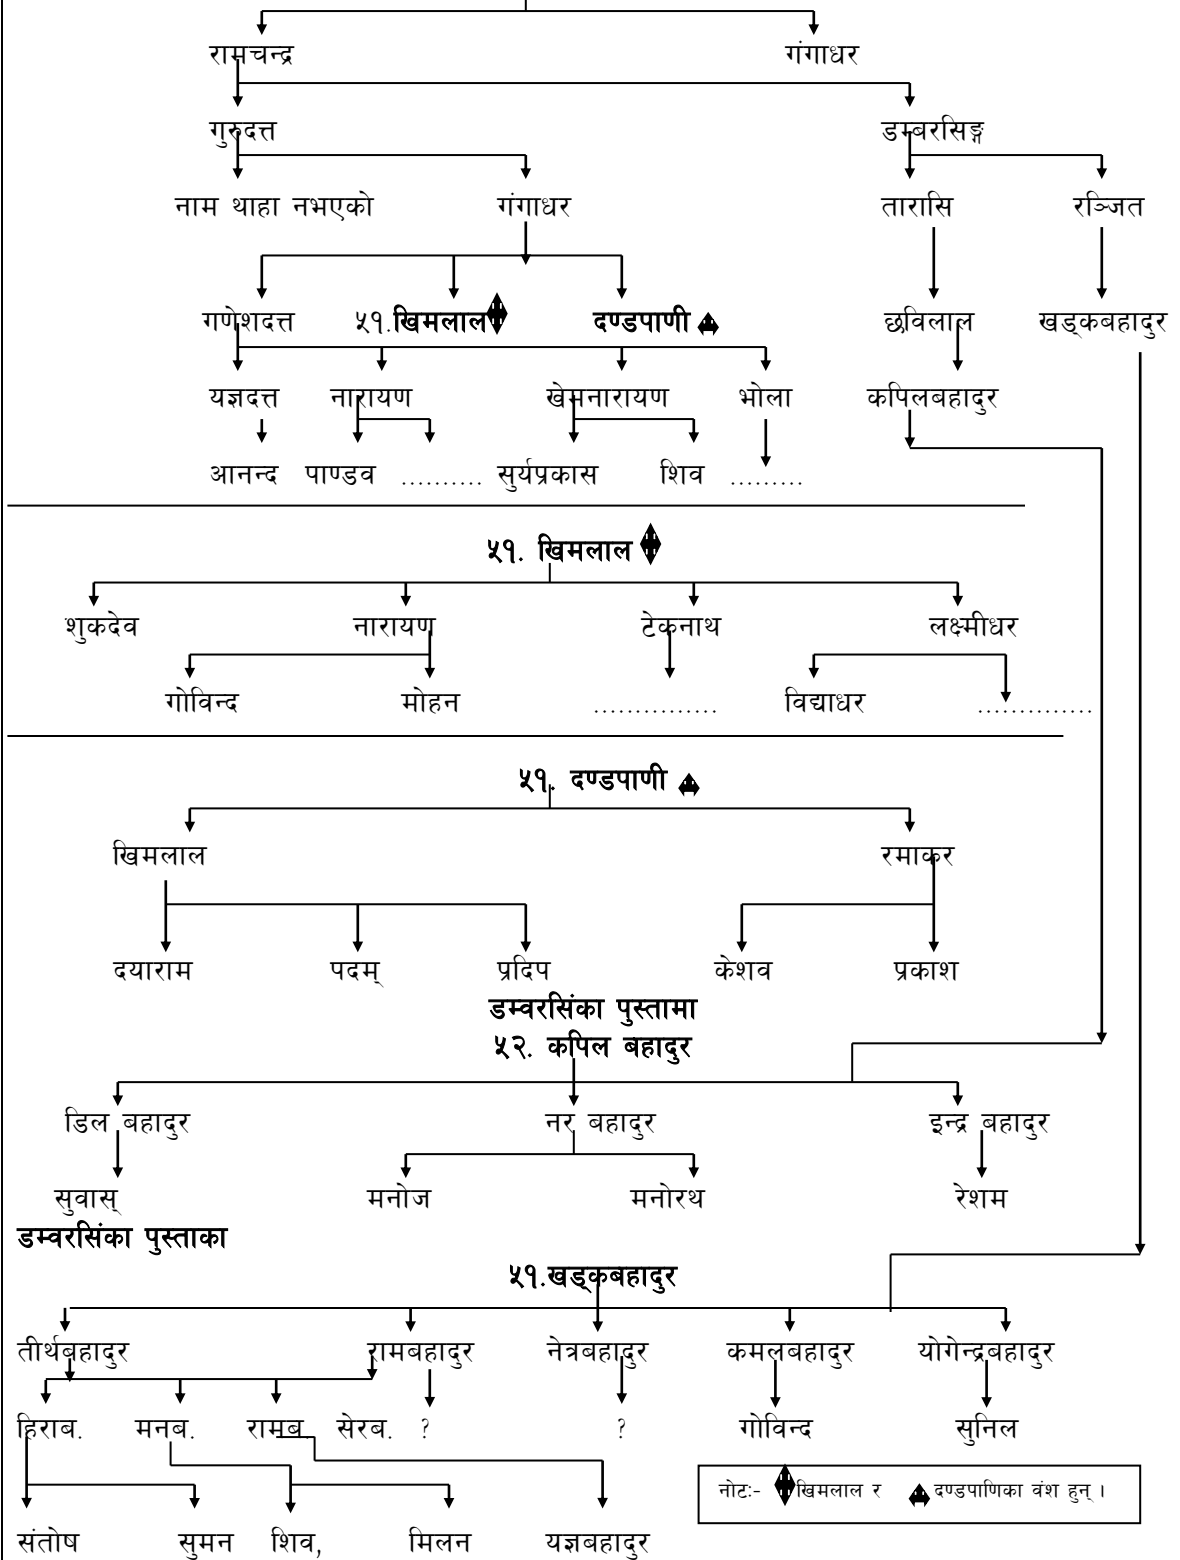 रामचन्द्र गंगाधर
गुरुदत्त डम्बरसिङ्ग
नाम थाहा नभएको गंगाधर तारासि रञ्जित
गणेशदत्त ५१.खिमलाल दण्डपाणी छविलाल खड्कबहादुर
यज्ञदत्त नारायण खेमनारायण भोला कपिलबहादुर
आनन्द पाण्डव .......... सुर्यप्रकास शिव .........
५१. खिमलाल
शुकदेव नारायण टेकनाथ लक्ष्मीधर
गोविन्द मोहन ............... विद्याधर ..............
५१. दण्डपाणी
खिमलाल रमाकर
दयाराम पदम् प्रदिप केशव प्रकाश
डम्वरसिंका पुस्तामा
५२. कपिल बहादुर
डिल बहादुर नर बहादुर इन्द्र बहादुर
सुवास् मनोज मनोरथ रेशम
डम्वरसिंका पुस्ताका
५१.खड्कबहादुर
तीर्थबहादुर रामबहादुर नेत्रबहादुर कमलबहादुर योगेन्द्रबहादुर
हिराब. मनब. रामब. सेरब. ? ? गोविन्द सुनिल
नोटः- खिमलाल र दण्डपाणिका वंश हुन् ।
संतोष सुमन शिव, मिलन यज्ञबहादुर